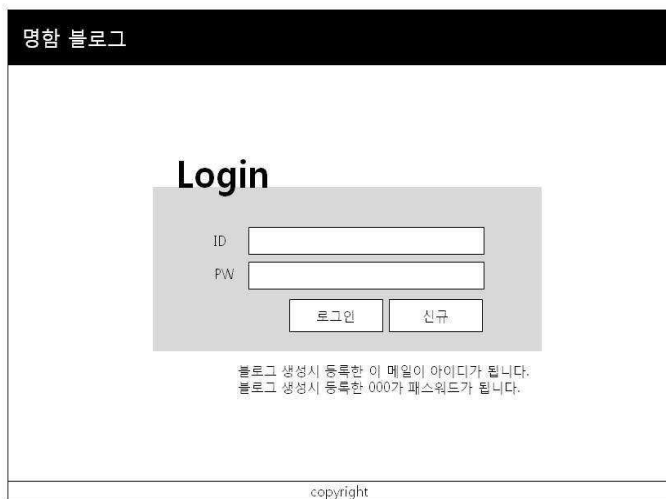 명함 블로그
Login
ID
PW
로그인 신규
블로그 생성시 등록한 이 메일이 아이디가 됩니다.
블로그 생성시 등록한 000가 패스워드가 됩니다.
copyright